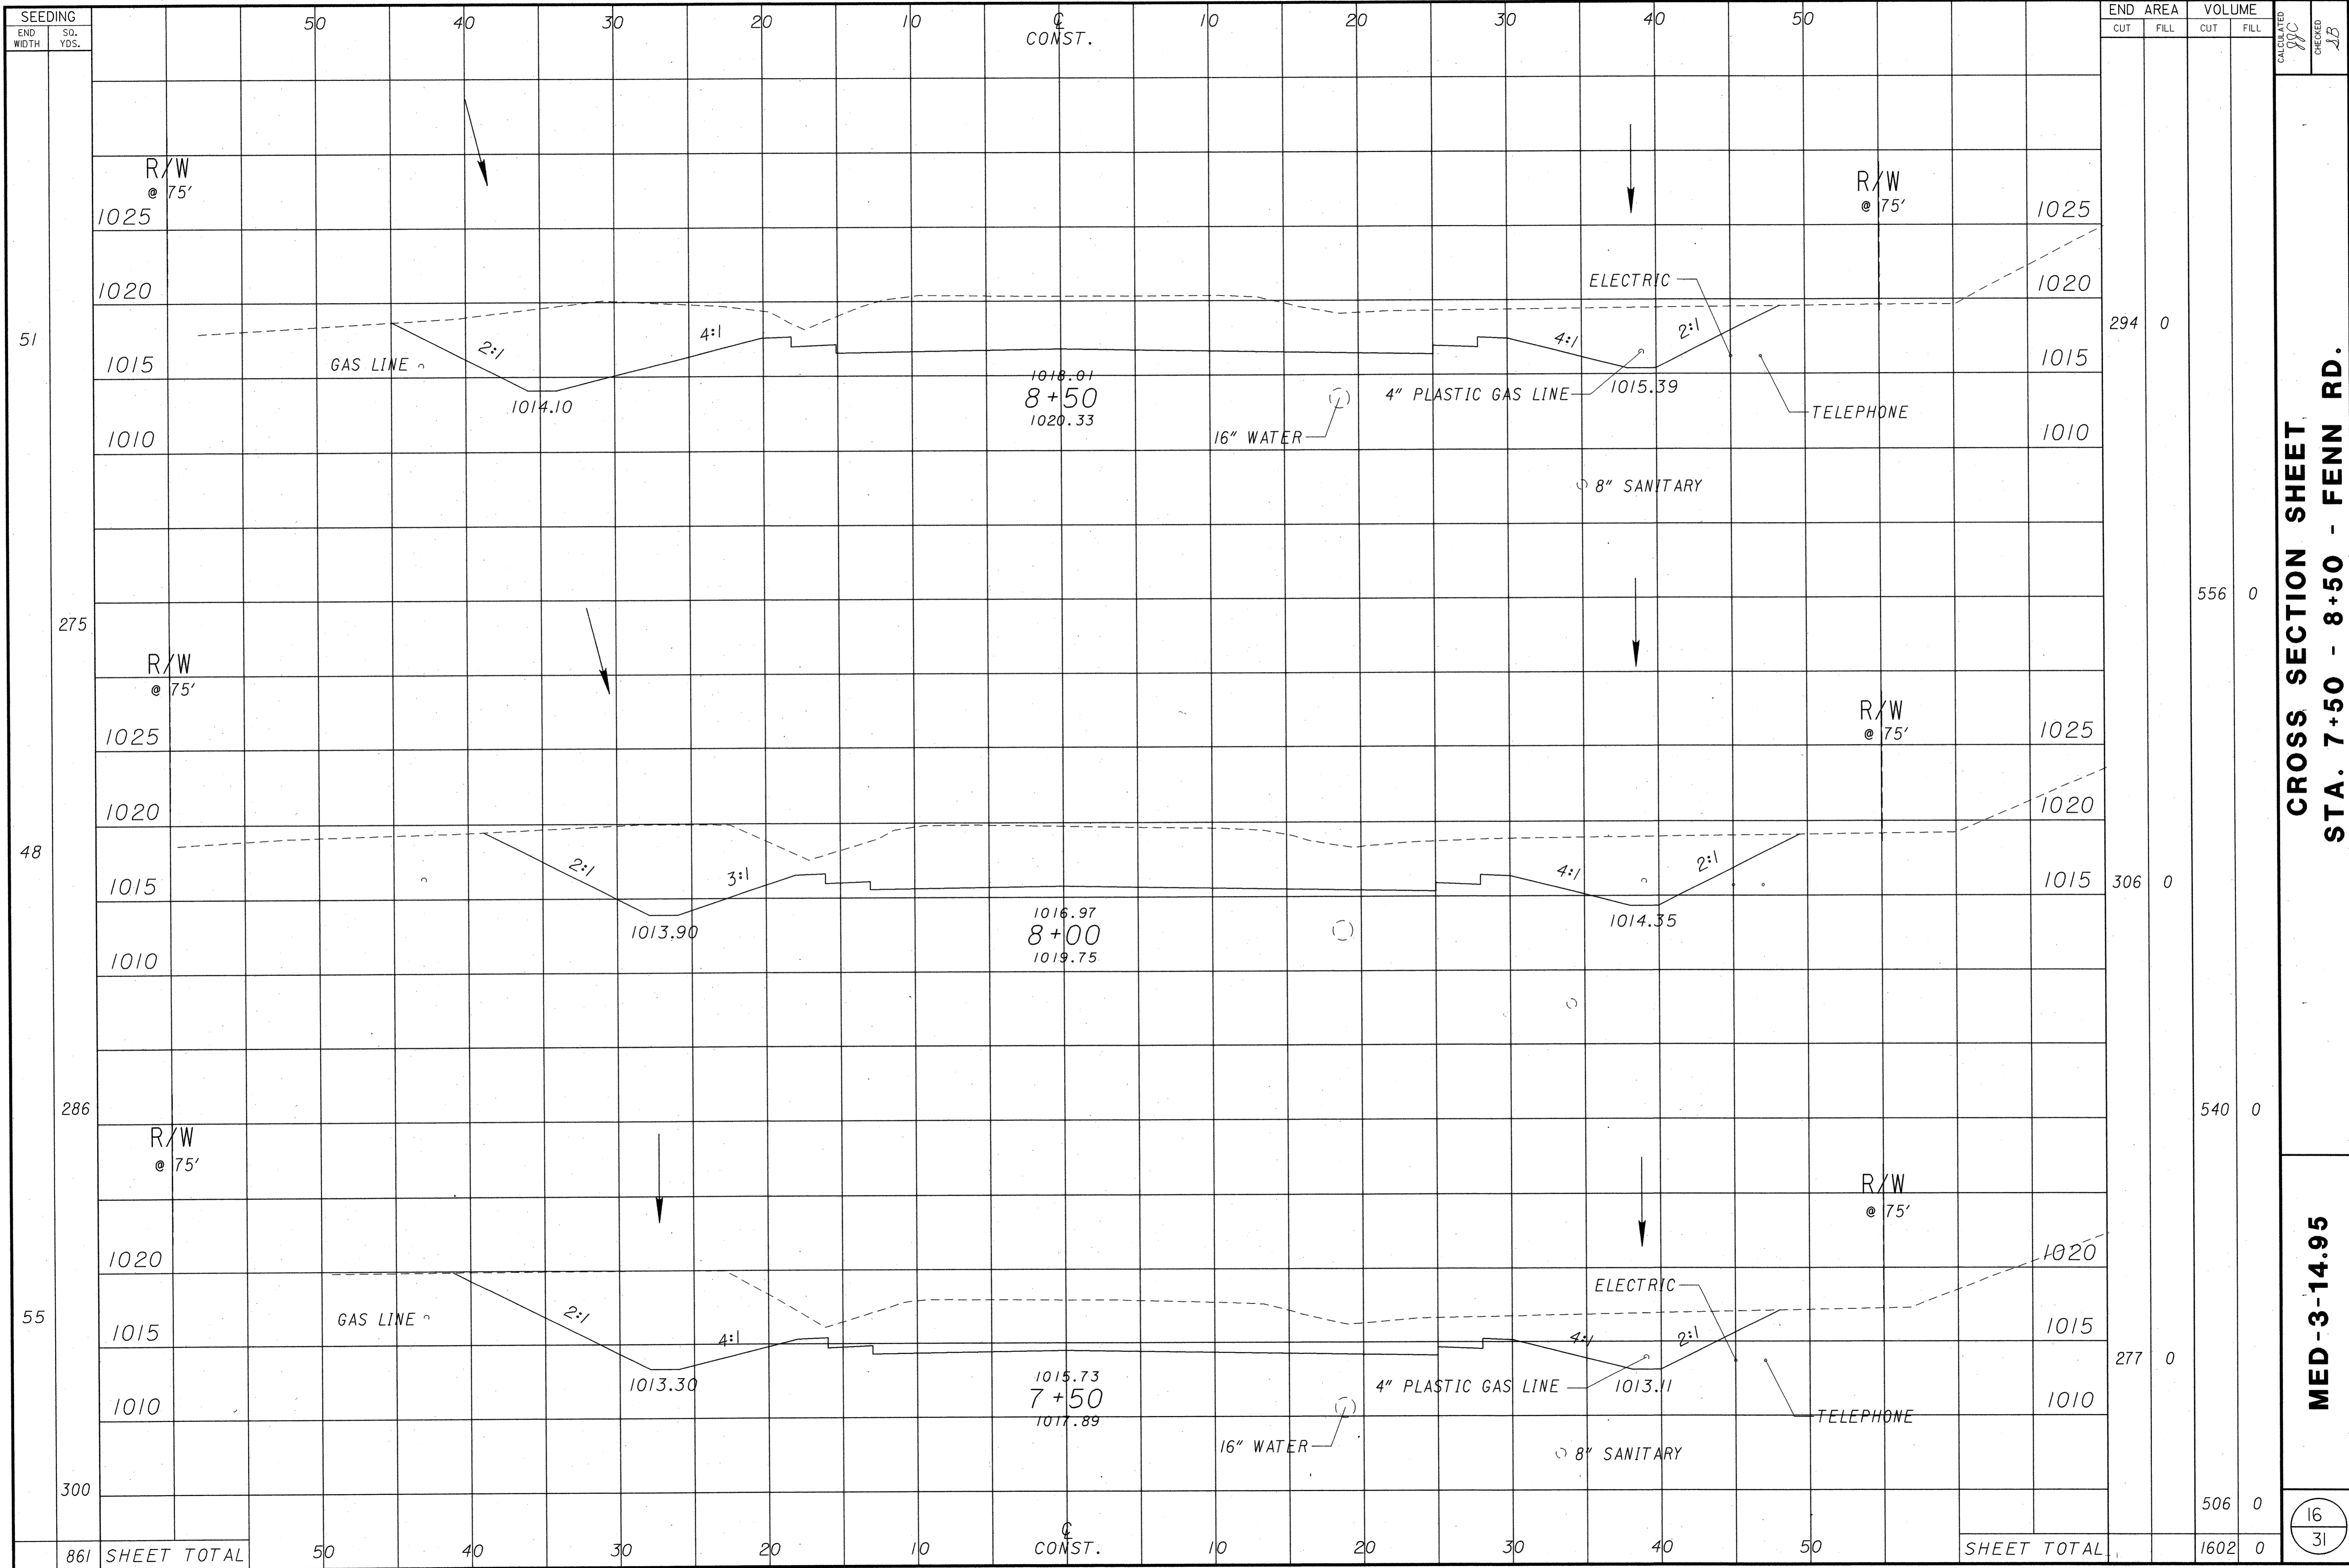 SEEDING
END WIDTH
SQ. YDS.
50 40 30 20 10 ℄ 10 20 30 40 50
CONST.
END AREA
VOLUME
CUT FILL CUT FILL
CALCULATED
JJC
CHECKED
R/W
@ 75'
R/W
@ 75'
1025
1025
ELECTRIC
1020
1020
51
4:1
2:1
4:1
2:1
294 0
GAS LINE
1015
1015
1014.10
1018.01
8+50
1020.33
4" PLASTIC GAS LINE
1015.39
TELEPHONE
1010
16" WATER
1010
8" SANITARY
556 0
275
R/W
@ 75'
R/W
@ 75'
1025
1025
1020
1020
48
2:1
3:1
4:1
2:1
1015
1015
306 0
1013.90
1016.97
8+00
1019.75
1014.35
1010
286
540 0
R/W
@ 75'
R/W
@ 75'
1020
1020
ELECTRIC
55
GAS LINE
2:1
4:1
4:1
2:1
1015
1015
277 0
1013.30
1015.73
7+50
1017.89
4" PLASTIC GAS LINE
1013.11
1010
1010
TELEPHONE
16" WATER
8" SANITARY
300
506 0
50 40 30 20 10 ℄ 10 20 30 40 50
CONST.
861 SHEET TOTAL
SHEET TOTAL 1602 0
CROSS SECTION SHEET
STA. 7+50 - 8+50 - FENN RD.
MED-3-14.95
16
31